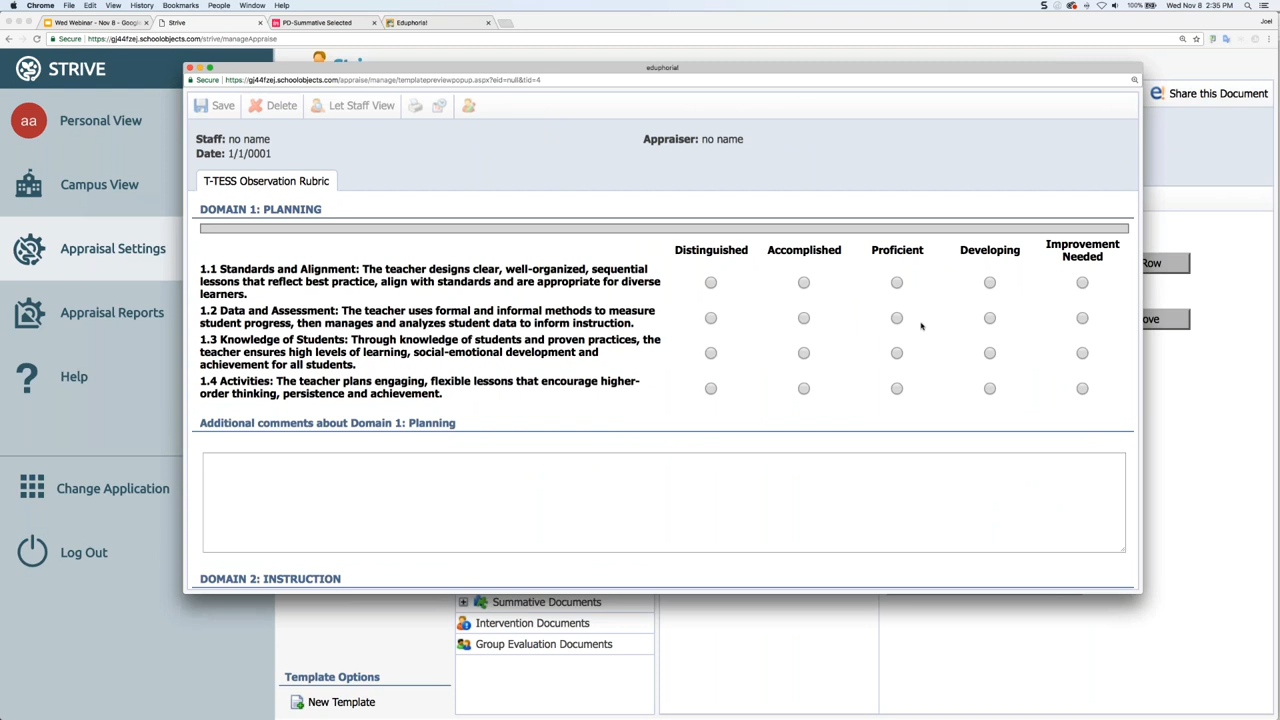 Chrome File Edit View History Bookmarks People Window Help
100% Wed Nov 8 2:35 PM
Wed Webinar - Nov 8 - Google
Strive
PD-Summative Selected
Eduphoria!
Joel
Secure https://gj44fzej.schoolobjects.com/strive/manageAppraise
STRIVE
aa Personal View
Campus View
Appraisal Settings
Appraisal Reports
? Help
Change Application
Log Out
eduphoria!
Secure https://gj44fzej.schoolobjects.com/appraise/manage/templatepreviewpopup.aspx?eid=null&tid=4
Save Delete Let Staff View
Staff: no name
Appraiser: no name
Date: 1/1/0001
T-TESS Observation Rubric
DOMAIN 1: PLANNING
Distinguished Accomplished Proficient Developing Improvement
Needed
1.1 Standards and Alignment: The teacher designs clear, well-organized, sequential
lessons that reflect best practice, align with standards and are appropriate for diverse
learners.
1.2 Data and Assessment: The teacher uses formal and informal methods to measure
student progress, then manages and analyzes student data to inform instruction.
1.3 Knowledge of Students: Through knowledge of students and proven practices, the
teacher ensures high levels of learning, social-emotional development and
achievement for all students.
1.4 Activities: The teacher plans engaging, flexible lessons that encourage higher-
order thinking, persistence and achievement.
Additional comments about Domain 1: Planning
DOMAIN 2: INSTRUCTION
e! Share this Document
Row
Summative Documents
Intervention Documents
Group Evaluation Documents
Template Options
New Template